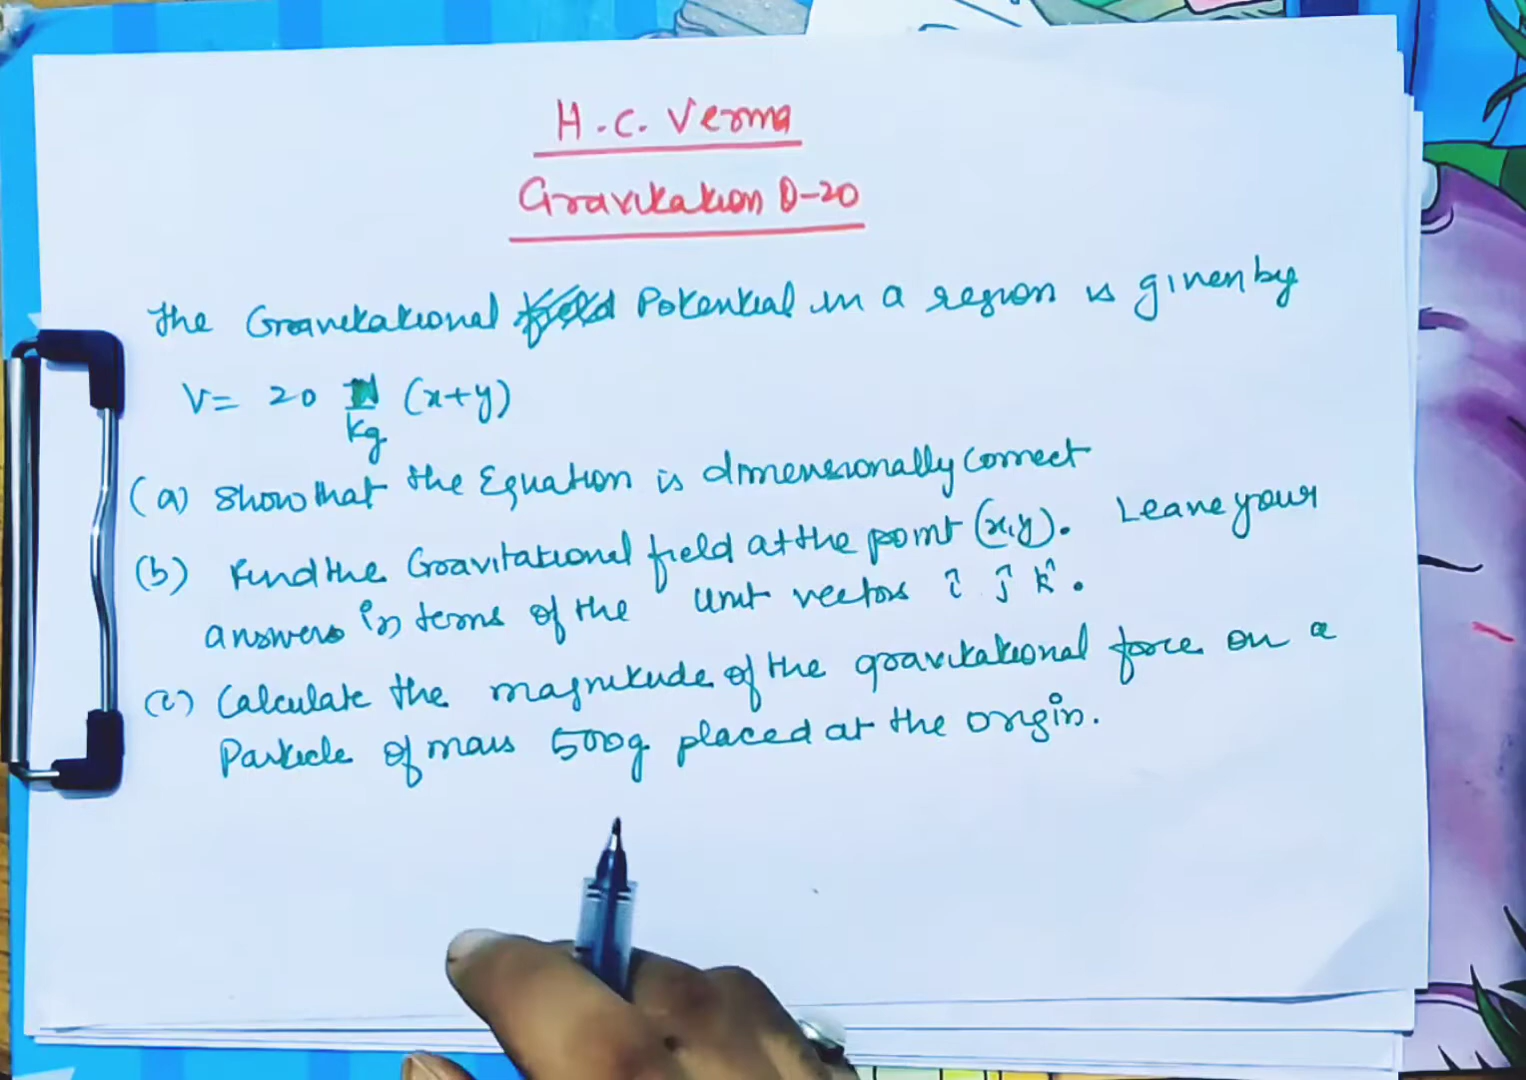 H.C. Verma
Gravitation Q-20
The Gravitational Potential in a region is given by
V = 20 N/kg (x+y)
(a) Show that the Equation is dimensionally correct
(b) Find the Gravitational field at the point (x,y). Leave your
answers in terms of the unit vectors î ĵ k̂.
(c) Calculate the magnitude of the gravitational force on a
Particle of mass 500g placed at the origin.